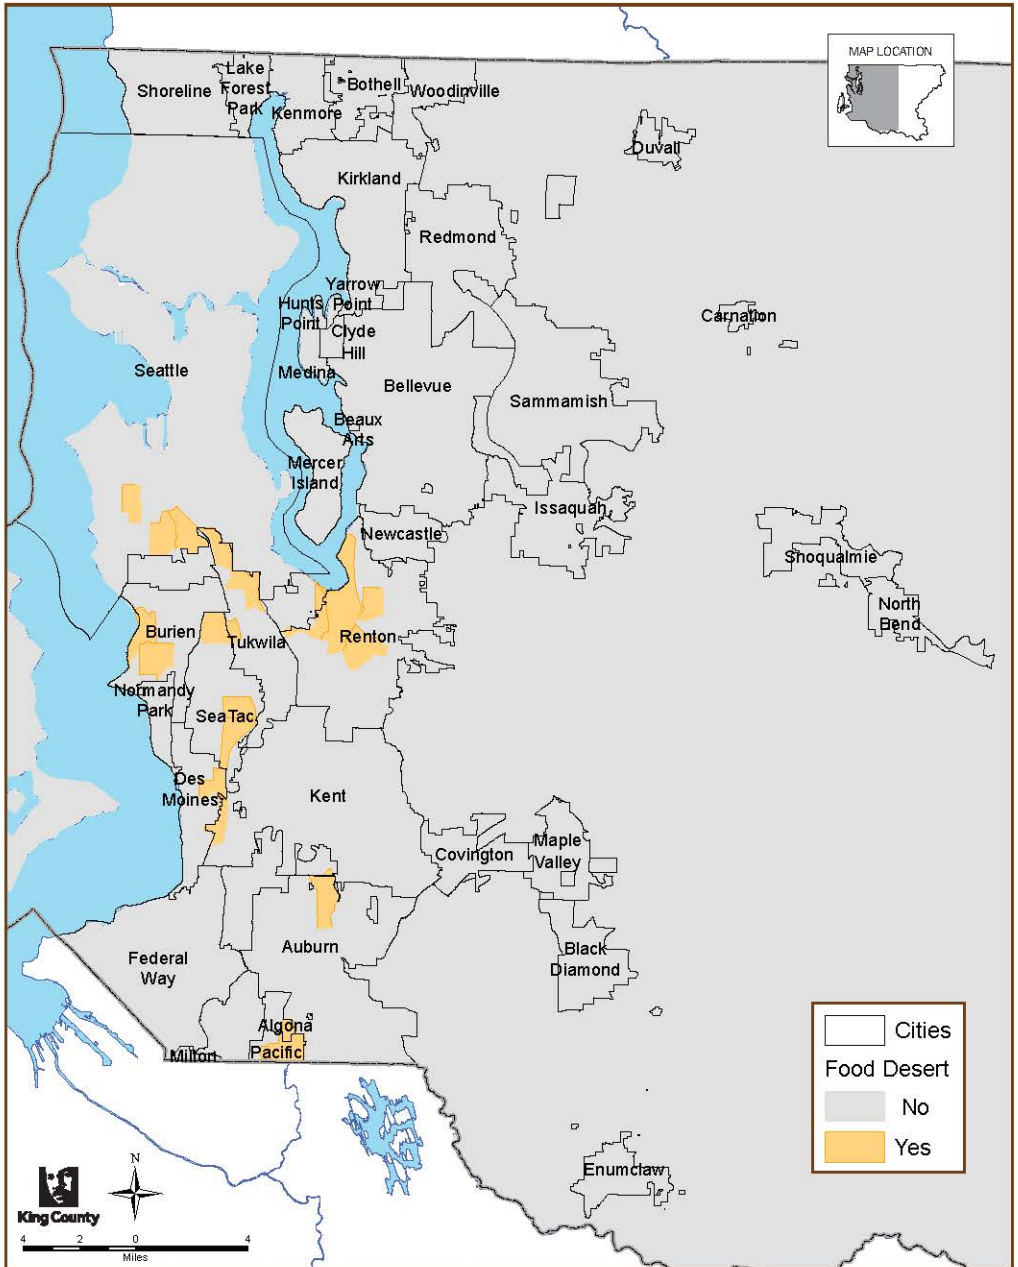 MAP LOCATION
Lake
Forest
Park
Shoreline
Kenmore
Bothell
Woodinville
Duvall
Kirkland
Redmond
Yarrow
Point
Hunts
Point
Clyde
Hill
Carnation
Seattle
Medina
Bellevue
Sammamish
Beaux
Arts
Mercer
Island
Issaquah
Newcastle
Shoqualmie
North
Bend
Burien
Tukwila
Renton
Normandy
Park
SeaTac
Des
Moines
Kent
Covington
Maple
Valley
Auburn
Federal
Way
Black
Diamond
Algona
Pacific
Milton
Enumclaw
Cities
Food Desert
No
Yes
N
King County
4 2 0 4
Miles